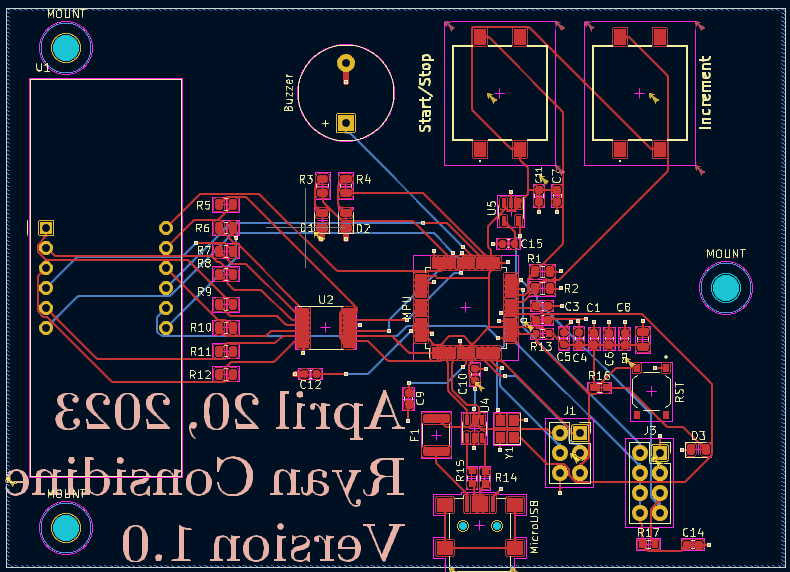 MOUNT
U1
Buzzer
+
Start/Stop
Increment
R3
R4
C11
C7
R5
U5
R6
D1
D2
R7
C15
MOUNT
R8
R1
R2
R9
U2
MPU
C3
C1
C8
R10
R13
R11
C5
C4
C6
R12
C12
C10
R16
RST
C9
April 20, 2023
U4
J1
F1
Y1
J3
D3
Ryan Considine
R15
R14
MOUNT
Version 1.0
MicroUSB
R17
C14